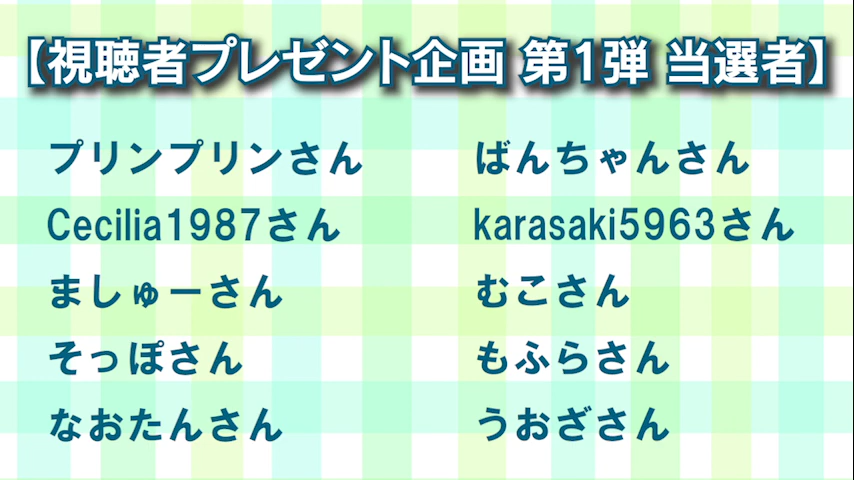 【視聴者プレゼント企画 第1弾 当選者】
プリンプリンさん
ばんちゃんさん
Cecilia1987さん
karasaki5963さん
ましゅーさん
むこさん
そっぽさん
もふらさん
なおたんさん
うおざさん